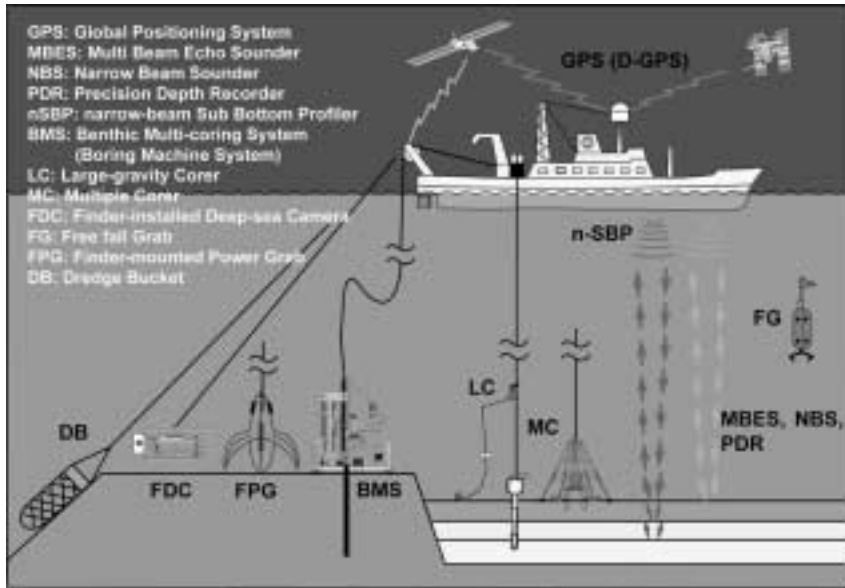 GPS: Global Positioning System
MBES: Multi Beam Echo Sounder
NBS: Narrow Beam Sounder
PDR: Precision Depth Recorder
nSBP: narrow-beam Sub Bottom Profiler
BMS: Benthic Multi-coring System
(Boring Machine System)
LC: Large-gravity Corer
MC: Multiple Corer
FDC: Finder-installed Deep-sea Camera
FG: Free fall Grab
FPG: Finder-mounted Power Grab
DB: Dredge Bucket
GPS (D-GPS)
n-SBP
FG
LC
MC
MBES, NBS,
PDR
DB
FDC
FPG
BMS